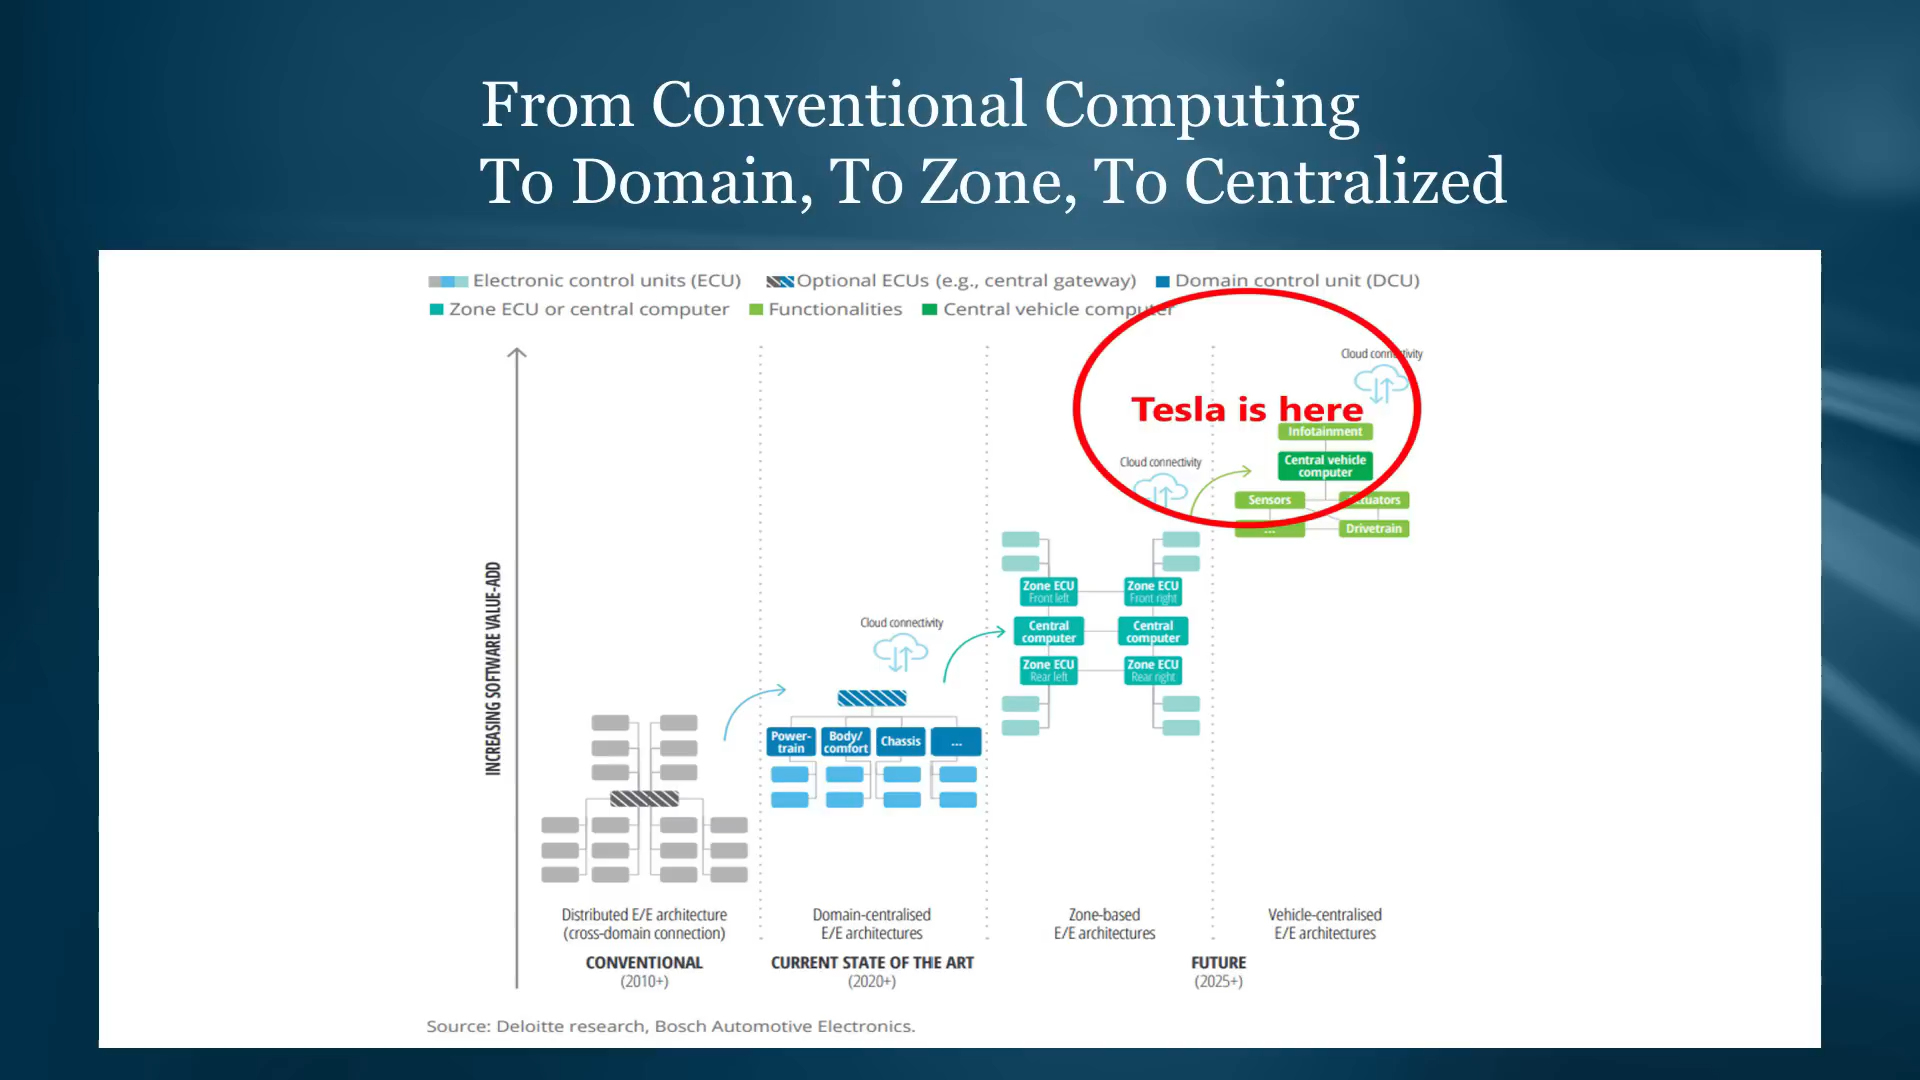 From Conventional Computing
To Domain, To Zone, To Centralized
Electronic control units (ECU) Optional ECUs (e.g., central gateway) Domain control unit (DCU)
Zone ECU or central computer Functionalities Central vehicle computer
INCREASING SOFTWARE VALUE-ADD
Distributed E/E architecture
(cross-domain connection)
CONVENTIONAL
(2010+)
Cloud connectivity
Power-
train
Body/
comfort
Chassis
...
Domain-centralised
E/E architectures
CURRENT STATE OF THE ART
(2020+)
Cloud connectivity
Zone ECU
Front left
Zone ECU
Front right
Central
computer
Central
computer
Zone ECU
Rear left
Zone ECU
Rear right
Zone-based
E/E architectures
Tesla is here
Cloud connectivity
Infotainment
Central vehicle
computer
Sensors
Actuators
...
Drivetrain
Vehicle-centralised
E/E architectures
FUTURE
(2025+)
Source: Deloitte research, Bosch Automotive Electronics.